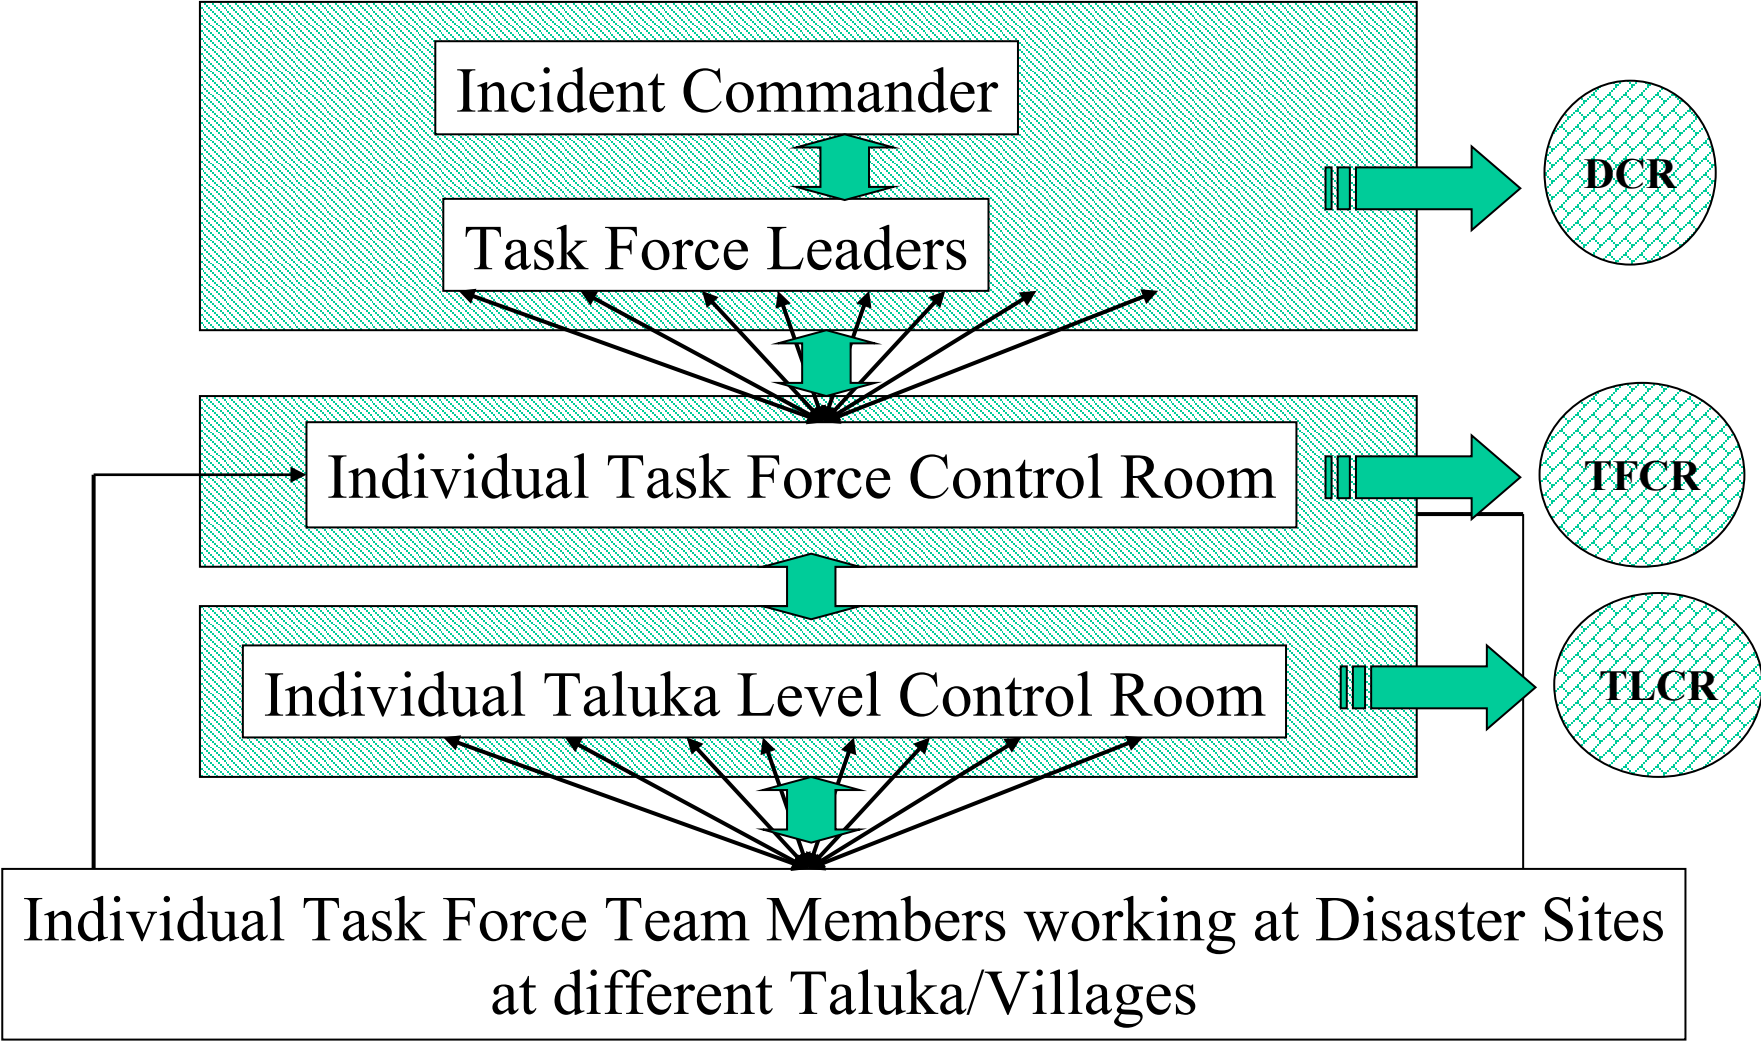 Incident Commander
DCR
Task Force Leaders
Individual Task Force Control Room
TFCR
Individual Taluka Level Control Room
TLCR
Individual Task Force Team Members working at Disaster Sites
at different Taluka/Villages